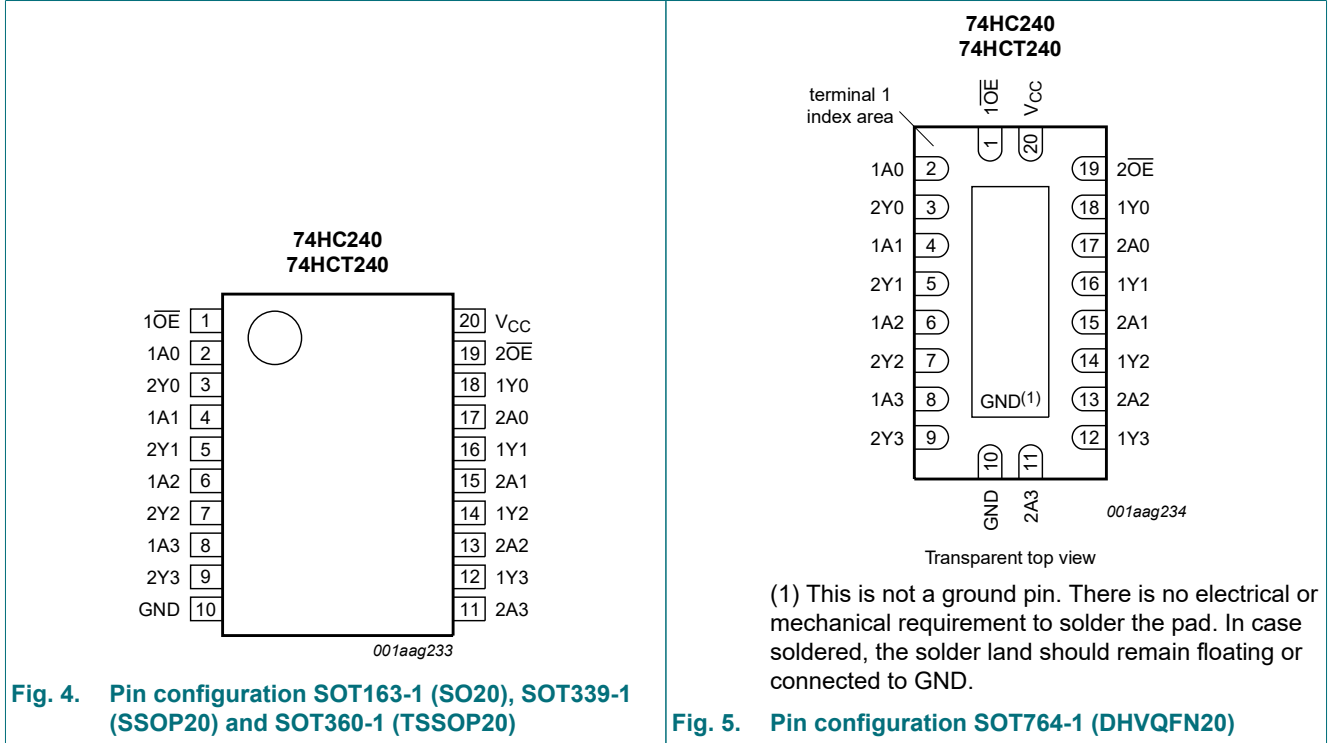 74HC240
74HCT240
1O̅E̅ 1
1A0 2
2Y0 3
1A1 4
2Y1 5
1A2 6
2Y2 7
1A3 8
2Y3 9
GND 10
20 VCC
19 2O̅E̅
18 1Y0
17 2A0
16 1Y1
15 2A1
14 1Y2
13 2A2
12 1Y3
11 2A3
001aag233
Fig. 4. Pin configuration SOT163-1 (SO20), SOT339-1
(SSOP20) and SOT360-1 (TSSOP20)
74HC240
74HCT240
terminal 1
index area
1O̅E̅
VCC
1
20
1A0 2
2Y0 3
1A1 4
2Y1 5
1A2 6
2Y2 7
1A3 8
2Y3 9
19 2O̅E̅
18 1Y0
17 2A0
16 1Y1
15 2A1
14 1Y2
13 2A2
12 1Y3
GND(1)
10
11
GND
2A3
001aag234
Transparent top view
(1) This is not a ground pin. There is no electrical or
mechanical requirement to solder the pad. In case
soldered, the solder land should remain floating or
connected to GND.
Fig. 5. Pin configuration SOT764-1 (DHVQFN20)